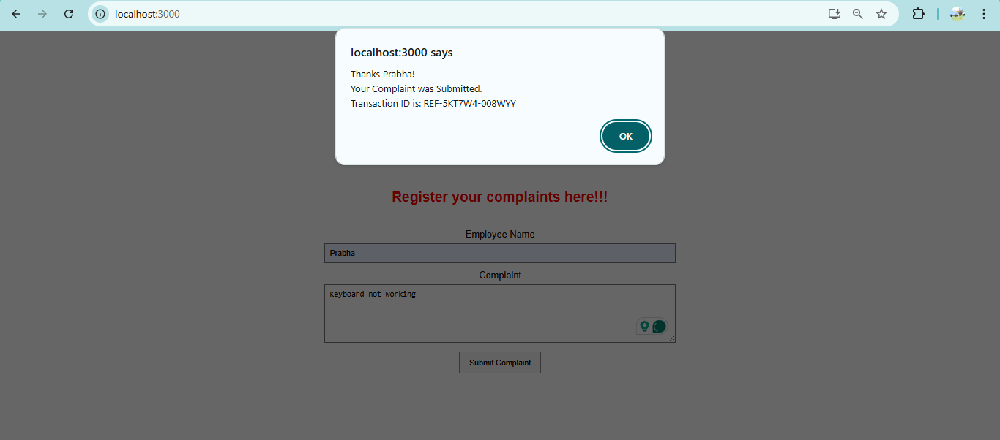 localhost:3000
localhost:3000 says
Thanks Prabha!
Your Complaint was Submitted.
Transaction ID is: REF-5KT7W4-008WYY
OK
Register your complaints here!!!
Employee Name
Prabha
Complaint
Keyboard not working
Submit Complaint